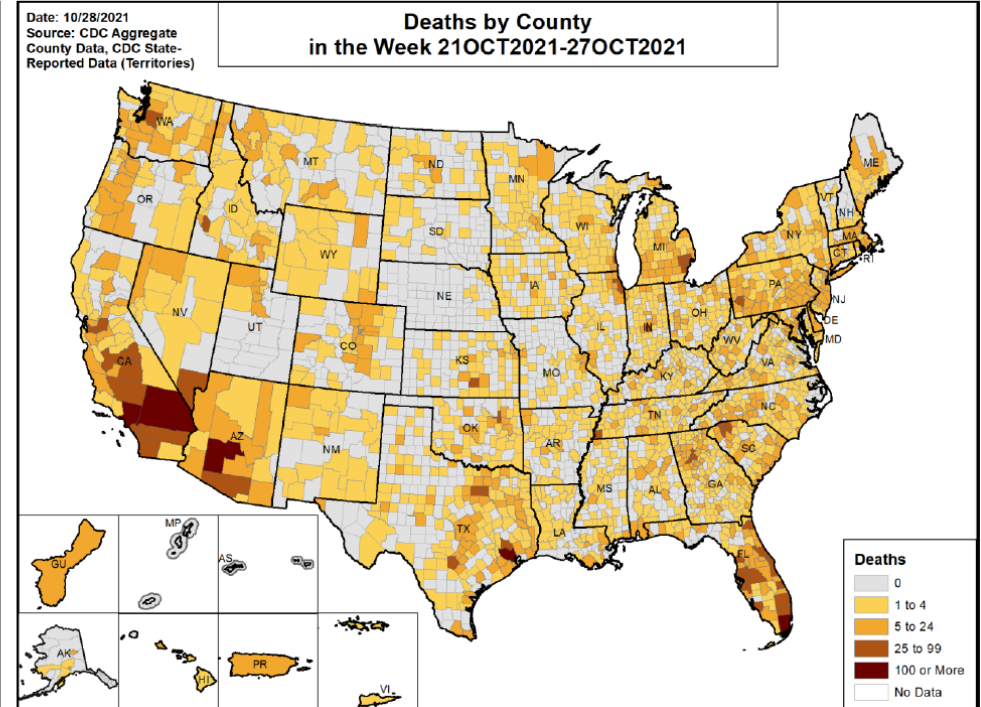 Date: 10/28/2021
Source: CDC Aggregate
County Data, CDC State-
Reported Data (Territories)
Deaths by County
in the Week 21OCT2021-27OCT2021
WA
MT
ND
MN
ME
OR
ID
SD
WI
MI
VT
NH
NY
MA
CT
RI
WY
NE
IA
PA
NJ
NV
UT
CO
IL
IN
OH
DE
MD
WV
CA
KS
MO
KY
VA
AZ
NM
OK
AR
TN
NC
SC
TX
LA
MS
AL
GA
FL
GU
MP
AS
AK
HI
PR
VI
Deaths
0
1 to 4
5 to 24
25 to 99
100 or More
No Data